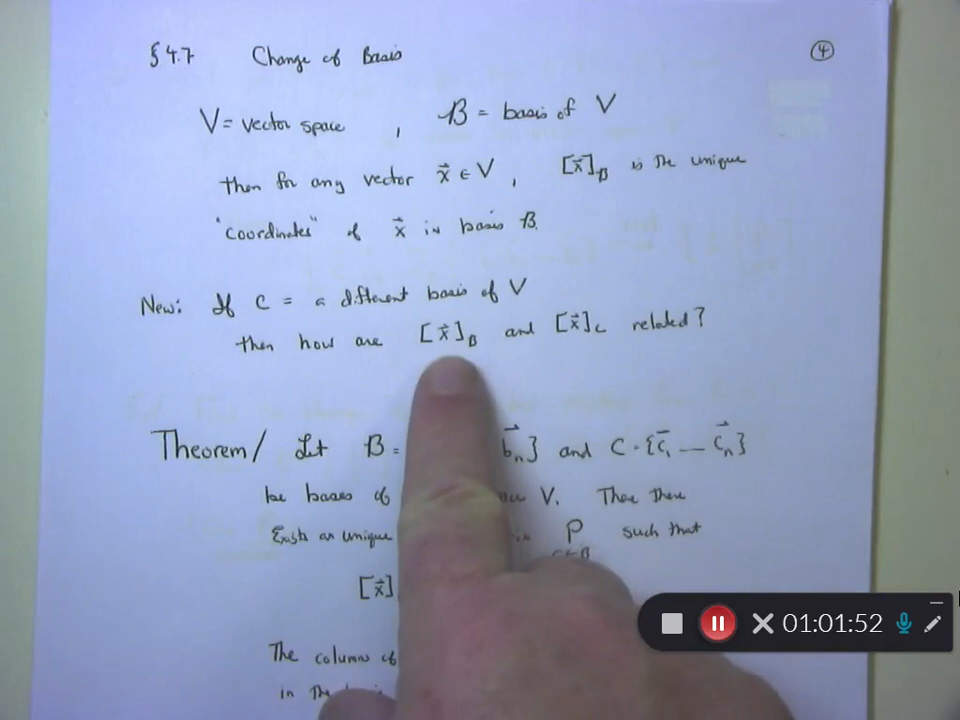 § 4.7 Change of Basis ④
V = vector space , B = basis of V
then for any vector x⃗ ∈ V , [x⃗]_B is the unique
"coordinates" of x⃗ in basis B.
New: If C = a different basis of V
then how are [x⃗]_B and [x⃗]_C related?
Theorem/ Let B = b⃗_n} and C = {c⃗_1 — c⃗_n}
be bases of V. Then there
Exists an unique P such that
C←B
[x⃗]
The columns of
in the
01:01:52